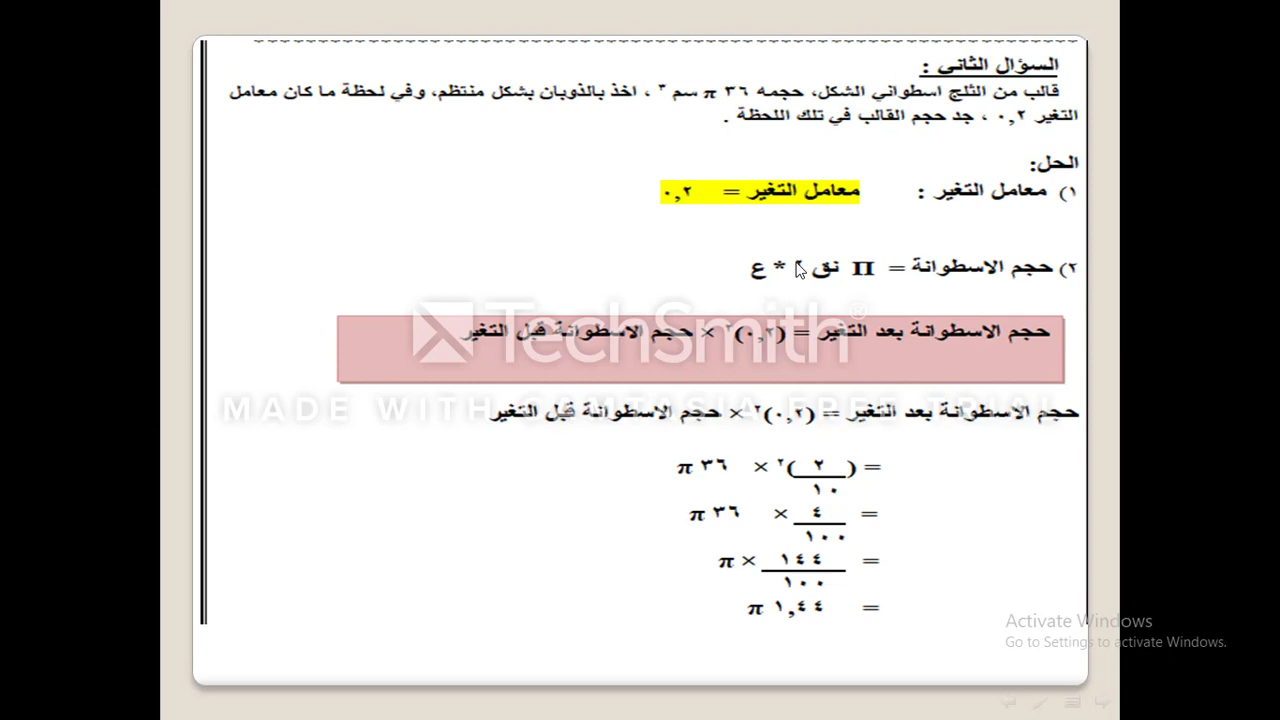 السؤال الثاني :
قالب من الثلج اسطواني الشكل، حجمه ٣٦ π سم ٣ ، اخذ بالذوبان بشكل منتظم، وفي لحظة ما كان معامل
التغير ٠,٢ ، جد حجم القالب في تلك اللحظة .
الحل:
١) معامل التغير : معامل التغير = ٠,٢
٢) حجم الاسطوانة = Π نق ٢ * ع
حجم الاسطوانة بعد التغير = (٠,٢)٢ × حجم الاسطوانة قبل التغير
TechSmith®
MADE WITH CAMTASIA FREE TRIAL
حجم الاسطوانة بعد التغير = (٠,٢)٢ × حجم الاسطوانة قبل التغير
= ( ٢ )٢ × ٣٦ π
١٠
= ٤ × ٣٦ π
١٠٠
= ١٤٤ × π
١٠٠
= ١,٤٤ π
Activate Windows
Go to Settings to activate Windows.